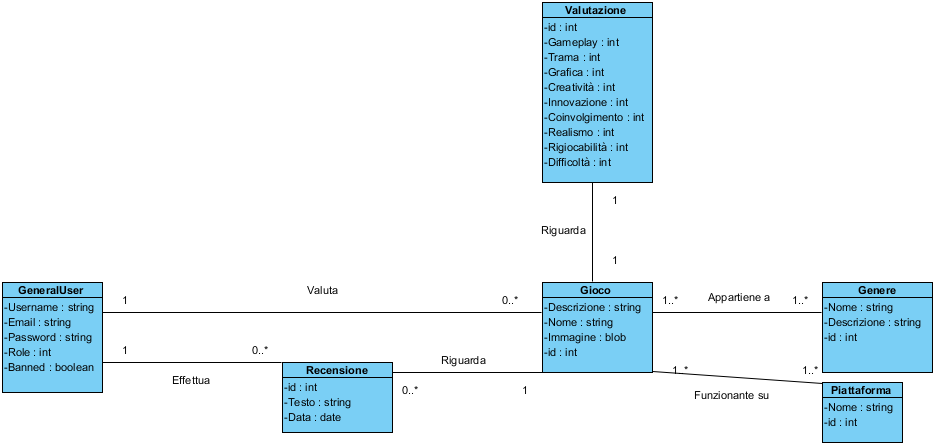 Valutazione
-id : int
-Gameplay : int
-Trama : int
-Grafica : int
-Creatività : int
-Innovazione : int
-Coinvolgimento : int
-Realismo : int
-Rigiocabilità : int
-Difficoltà : int
1
Riguarda
1
GeneralUser
-Username : string
-Email : string
-Password : string
-Role : int
-Banned : boolean
1
Valuta
0..*
Gioco
-Descrizione : string
-Nome : string
-Immagine : blob
-id : int
1..*
Appartiene a
1..*
Genere
-Nome : string
-Descrizione : string
-id : int
1
0..*
Effettua
Recensione
-id : int
-Testo : string
-Data : date
Riguarda
0..*
1
1..*
1..*
Funzionante su
Piattaforma
-Nome : string
-id : int